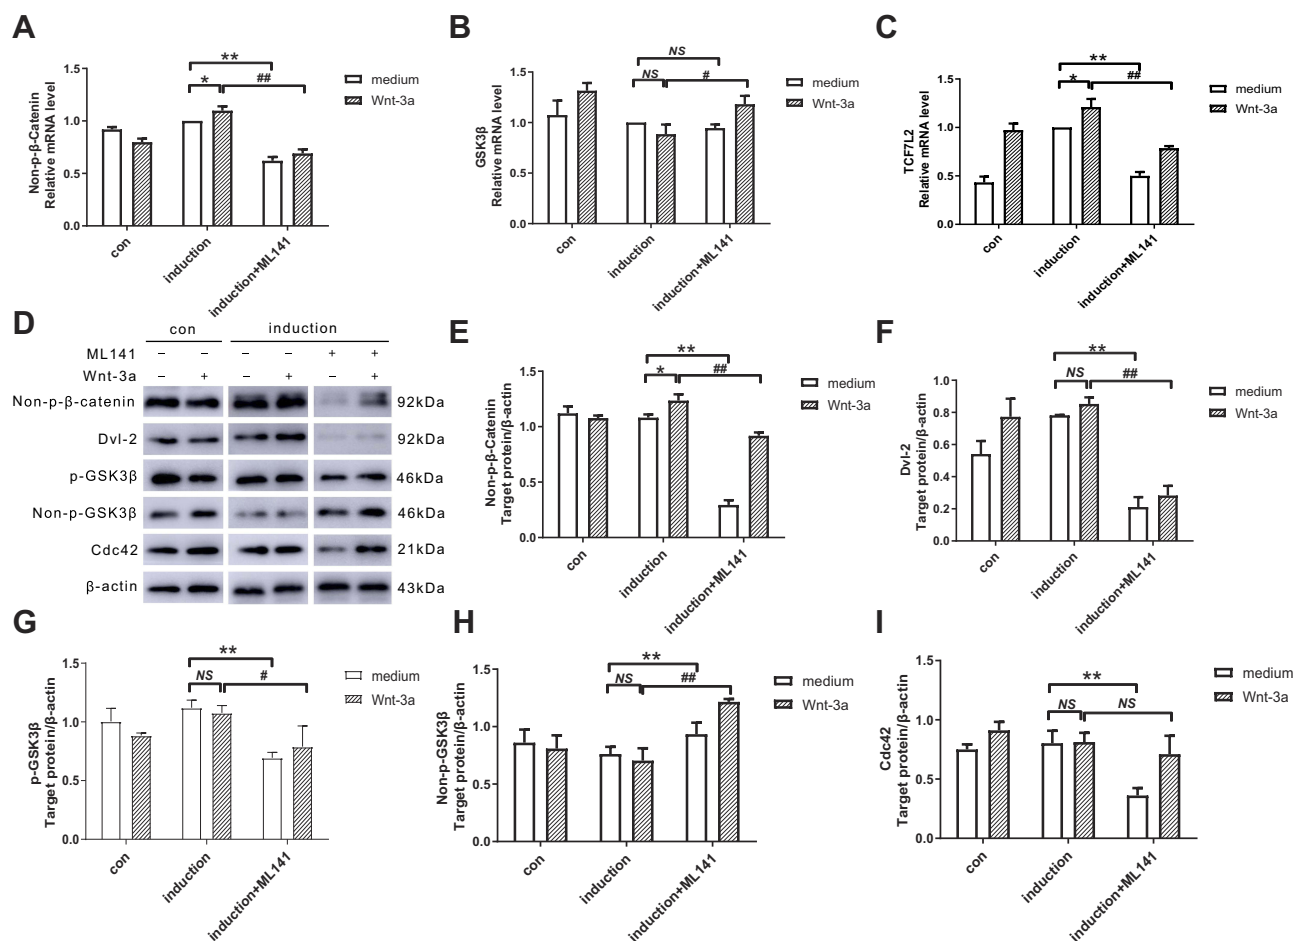 A
Non-p-β-Catenin
Relative mRNA level
1.5
1.0
0.5
0.0
**
*
##
con
induction
induction+ML141
medium
Wnt-3a
B
GSK3β
Relative mRNA level
1.5
1.0
0.5
0.0
NS
NS
#
con
induction
induction+ML141
medium
Wnt-3a
C
TCF7L2
Relative mRNA level
1.5
1.0
0.5
0.0
**
*
##
con
induction
induction+ML141
medium
Wnt-3a
D
con induction
ML141 – – – – + +
Wnt-3a – + – + – +
Non-p-β-catenin 92kDa
Dvl-2 92kDa
p-GSK3β 46kDa
Non-p-GSK3β 46kDa
Cdc42 21kDa
β-actin 43kDa
E
Non-p-β-Catenin
Target protein/β-actin
1.5
1.0
0.5
0.0
**
*
##
con
induction
induction+ML141
medium
Wnt-3a
F
Dvl-2
Target protein/β-actin
1.0
0.8
0.6
0.4
0.2
0.0
**
NS
##
con
induction
induction+ML141
medium
Wnt-3a
G
p-GSK3β
Target protein/β-actin
1.5
1.0
0.5
0.0
**
NS
#
con
induction
induction+ML141
medium
Wnt-3a
H
Non-p-GSK3β
Target protein/β-actin
1.5
1.0
0.5
0.0
**
NS
##
con
induction
induction+ML141
medium
Wnt-3a
I
Cdc42
Target protein/β-actin
1.5
1.0
0.5
0.0
**
NS
NS
con
induction
induction+ML141
medium
Wnt-3a